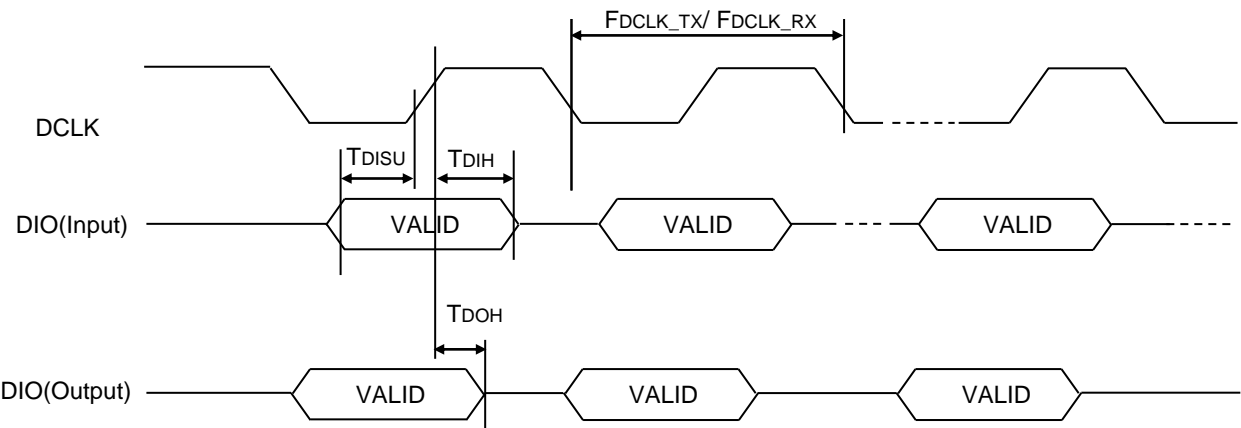 FDCLK_TX/ FDCLK_RX
DCLK
TDISU TDIH
DIO(Input) VALID VALID VALID
TDOH
DIO(Output) VALID VALID VALID